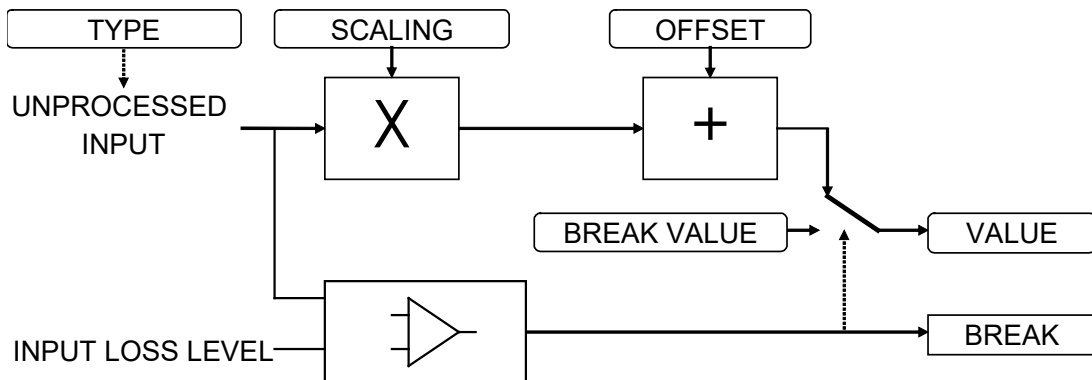 TYPE
SCALING
OFFSET
UNPROCESSED
INPUT
X
+
BREAK VALUE
VALUE
INPUT LOSS LEVEL
BREAK